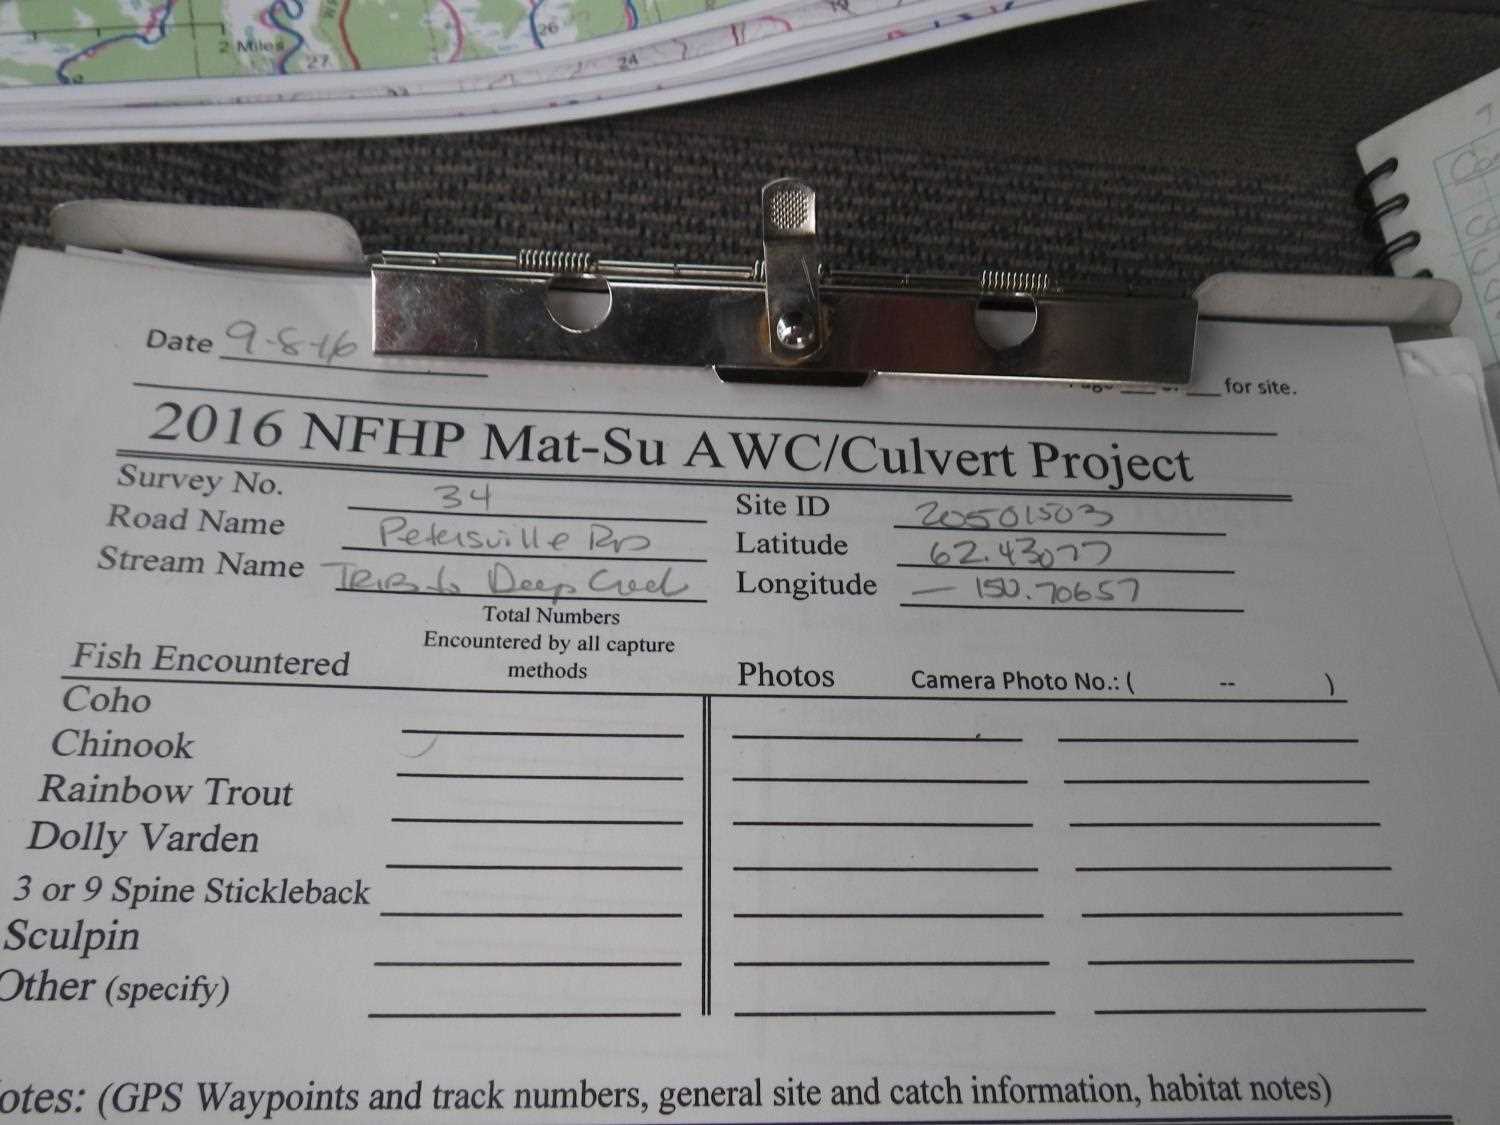 2 Miles
27
26
24
Date 9-8-16
for site.
2016 NFHP Mat-Su AWC/Culvert Project
Survey No. 34 Site ID 20501503
Road Name Petersville Rd Latitude 62.43077
Stream Name Trib to Deep Creek Longitude — 150.70657
Total Numbers
Encountered by all capture
methods
Fish Encountered Photos Camera Photo No.: ( -- )
Coho
Chinook
Rainbow Trout
Dolly Varden
3 or 9 Spine Stickleback
Sculpin
Other (specify)
otes: (GPS Waypoints and track numbers, general site and catch information, habitat notes)